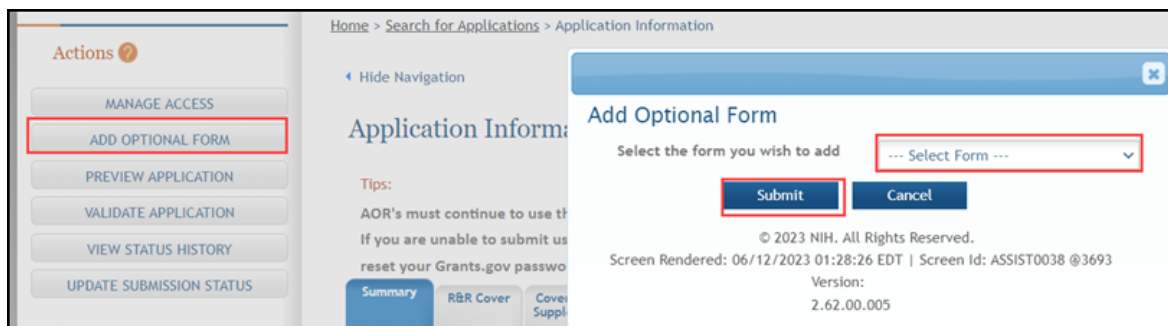 Home > Search for Applications > Application Information
Actions ?
Hide Navigation
MANAGE ACCESS
ADD OPTIONAL FORM
PREVIEW APPLICATION
VALIDATE APPLICATION
VIEW STATUS HISTORY
UPDATE SUBMISSION STATUS
Application Informa
Tips:
AOR's must continue to use th
If you are unable to submit us
reset your Grants.gov passwo
Summary
R&R Cover
Cover
Suppl
Add Optional Form
Select the form you wish to add
--- Select Form ---
Submit
Cancel
© 2023 NIH. All Rights Reserved.
Screen Rendered: 06/12/2023 01:28:26 EDT | Screen Id: ASSIST0038 @3693
Version:
2.62.00.005